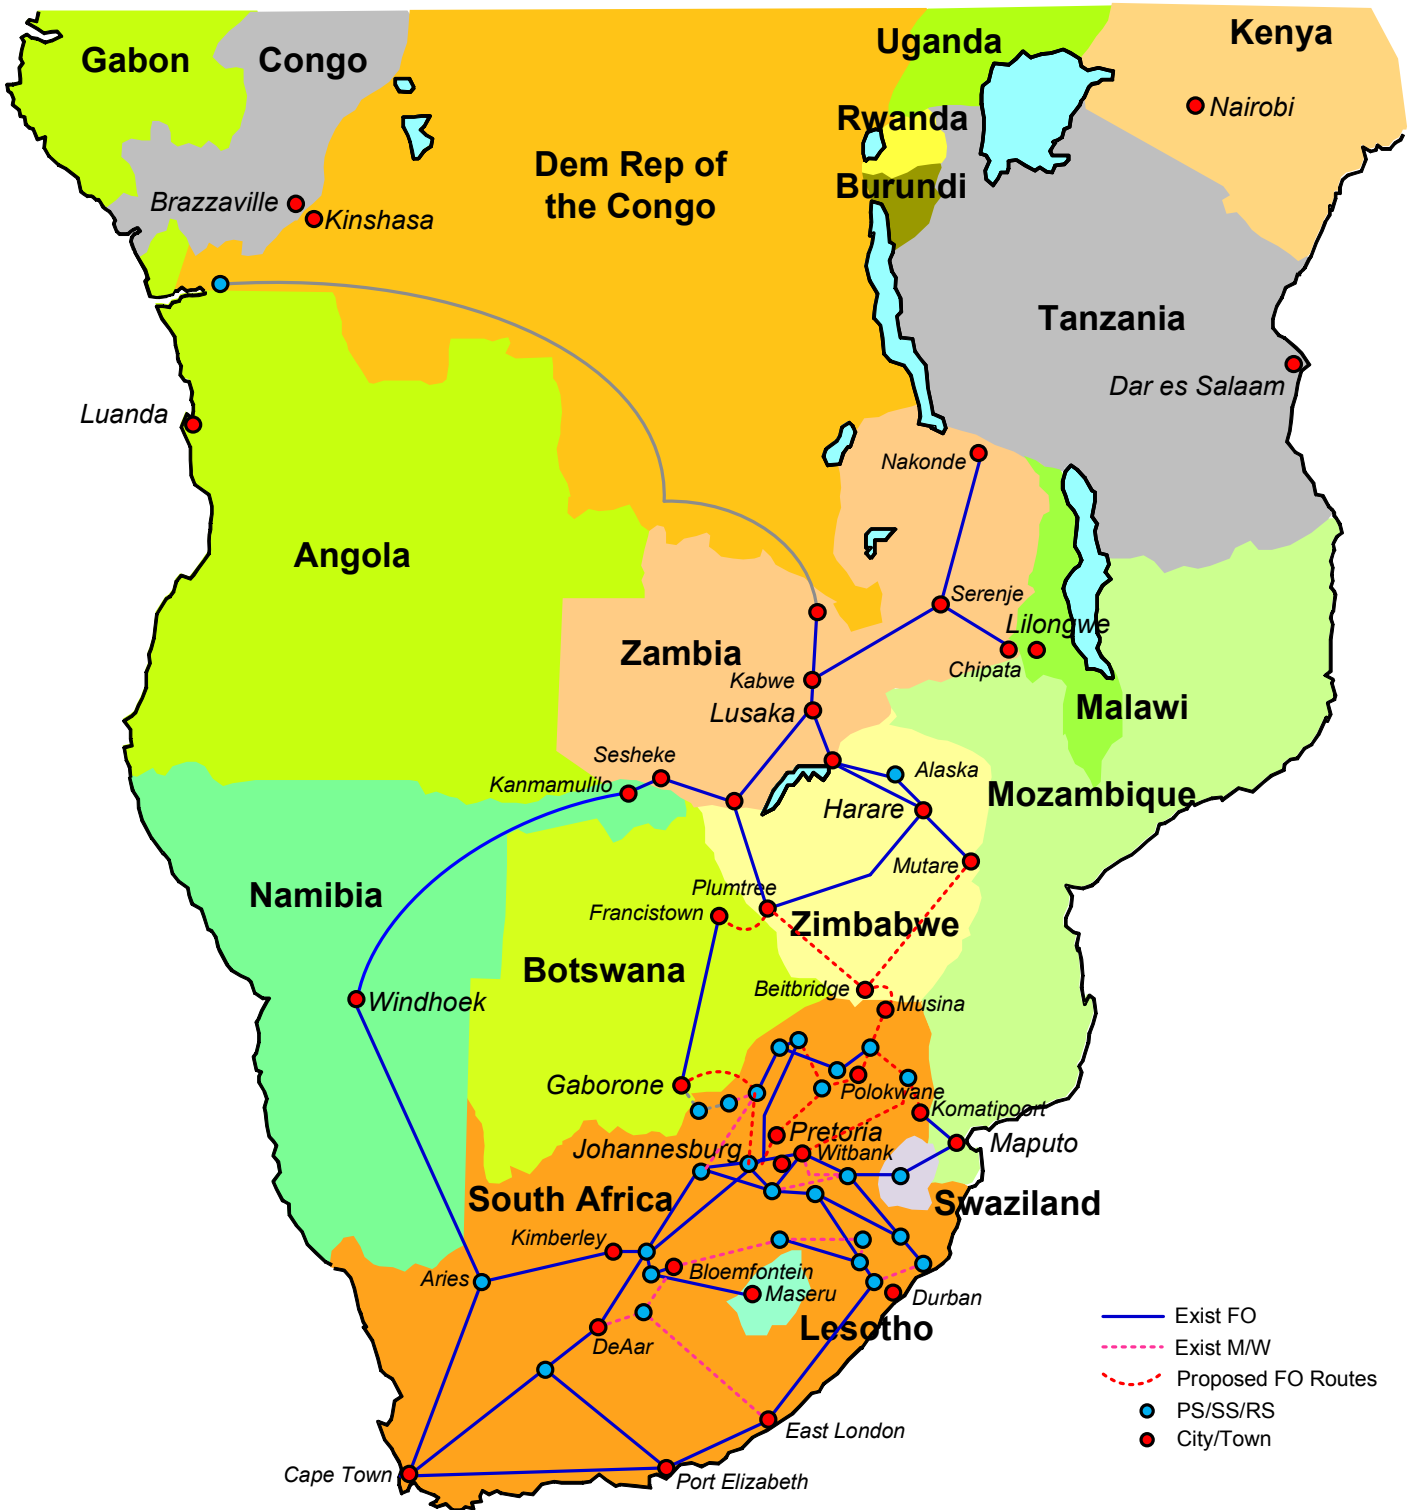 Gabon
Congo
Uganda
Kenya
Nairobi
Rwanda
Dem Rep of
the Congo
Burundi
Brazzaville
Kinshasa
Tanzania
Dar es Salaam
Luanda
Nakonde
Angola
Serenje
Lilongwe
Zambia
Chipata
Kabwe
Lusaka
Malawi
Sesheke
Alaska
Kanmamulilo
Mozambique
Harare
Mutare
Namibia
Plumtree
Francistown
Zimbabwe
Botswana
Beitbridge
Windhoek
Musina
Gaborone
Polokwane
Komatipoort
Pretoria
Maputo
Johannesburg
Witbank
South Africa
Swaziland
Kimberley
Bloemfontein
Aries
Maseru
Durban
Lesotho
DeAar
Exist FO
Exist M/W
Proposed FO Routes
PS/SS/RS
East London
City/Town
Cape Town
Port Elizabeth